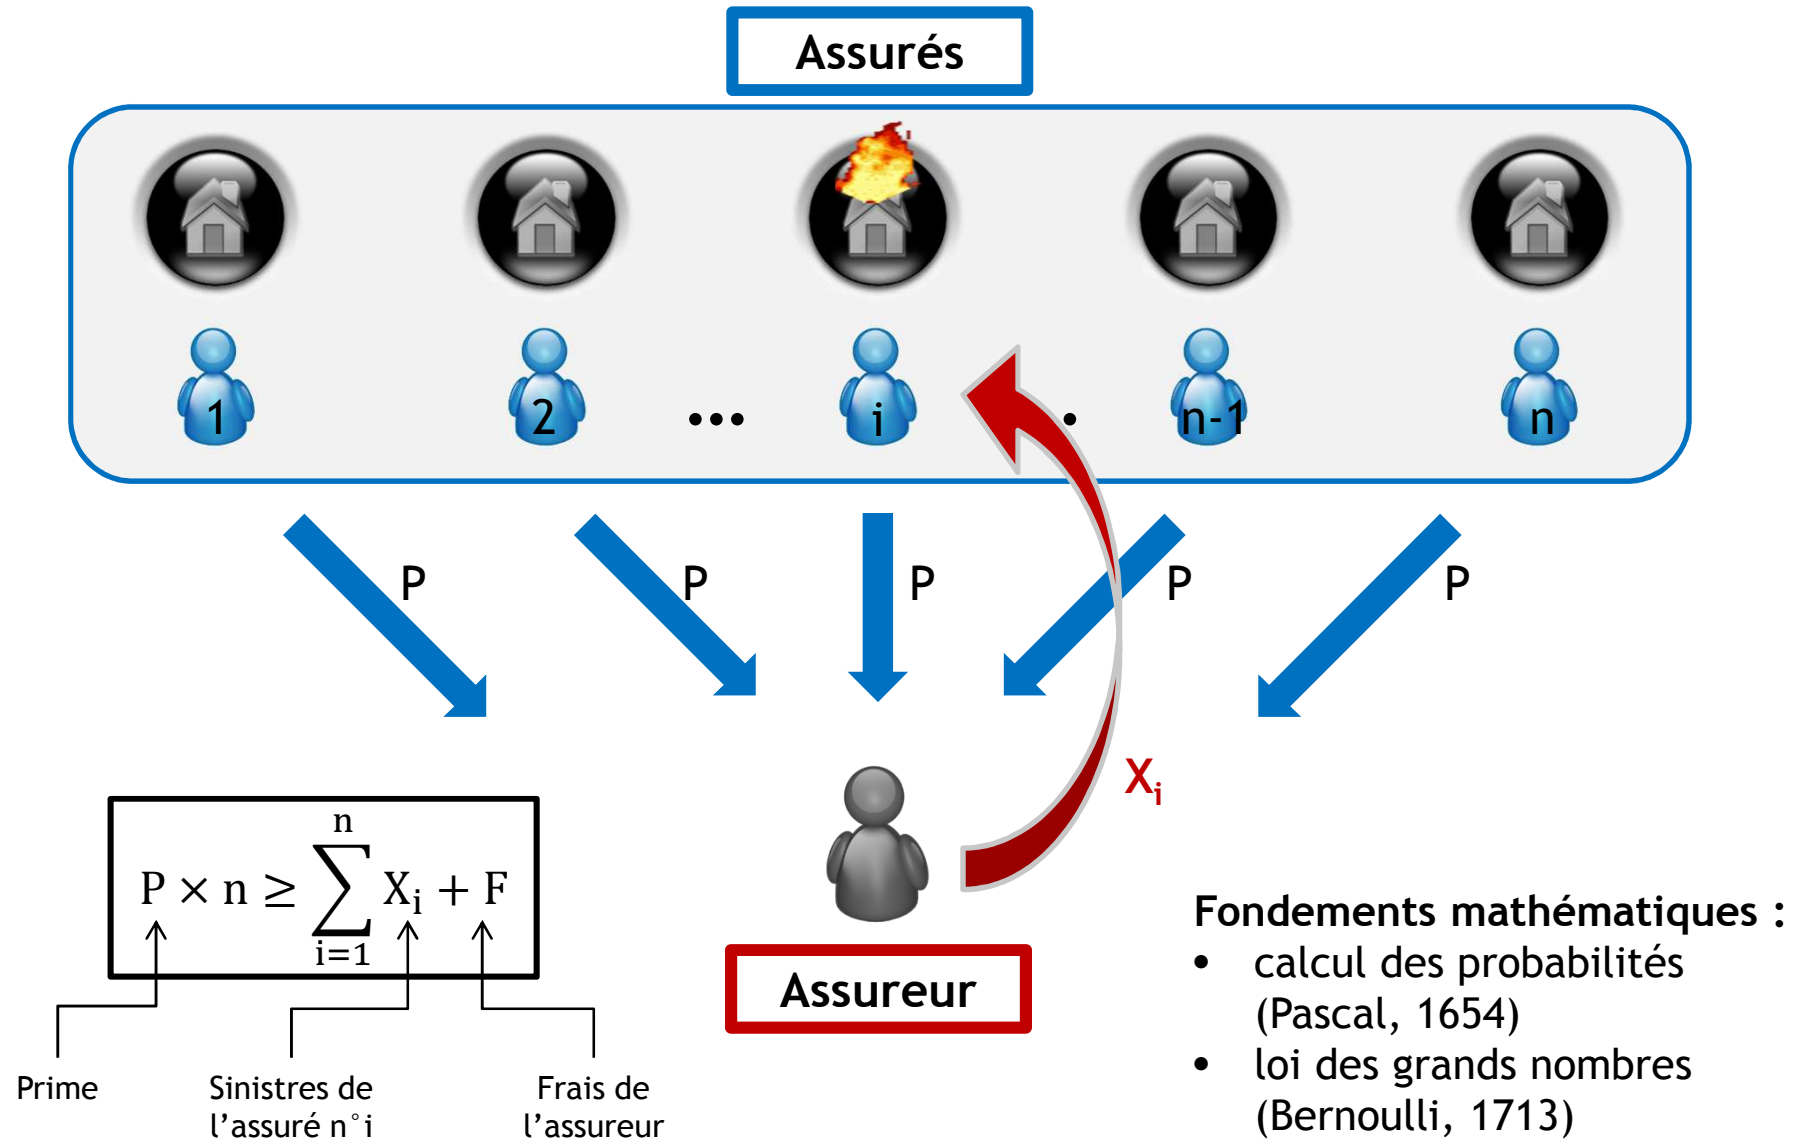 Assurés
1 2 ... i . n-1 n
P P P P P
Xi
n
P × n ≥ ∑ Xi + F
i=1
Prime
Sinistres de
l’assuré n°i
Frais de
l’assureur
Assureur
Fondements mathématiques :
• calcul des probabilités
(Pascal, 1654)
• loi des grands nombres
(Bernoulli, 1713)